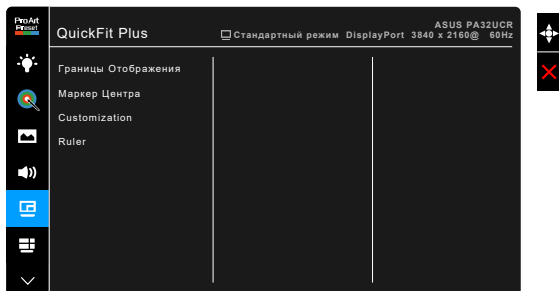 ProArt
Preset
QuickFit Plus
ASUS PA32UCR
Стандартный режим DisplayPort 3840 x 2160@ 60Hz
Границы Отображения
Маркер Центра
Customization
Ruler